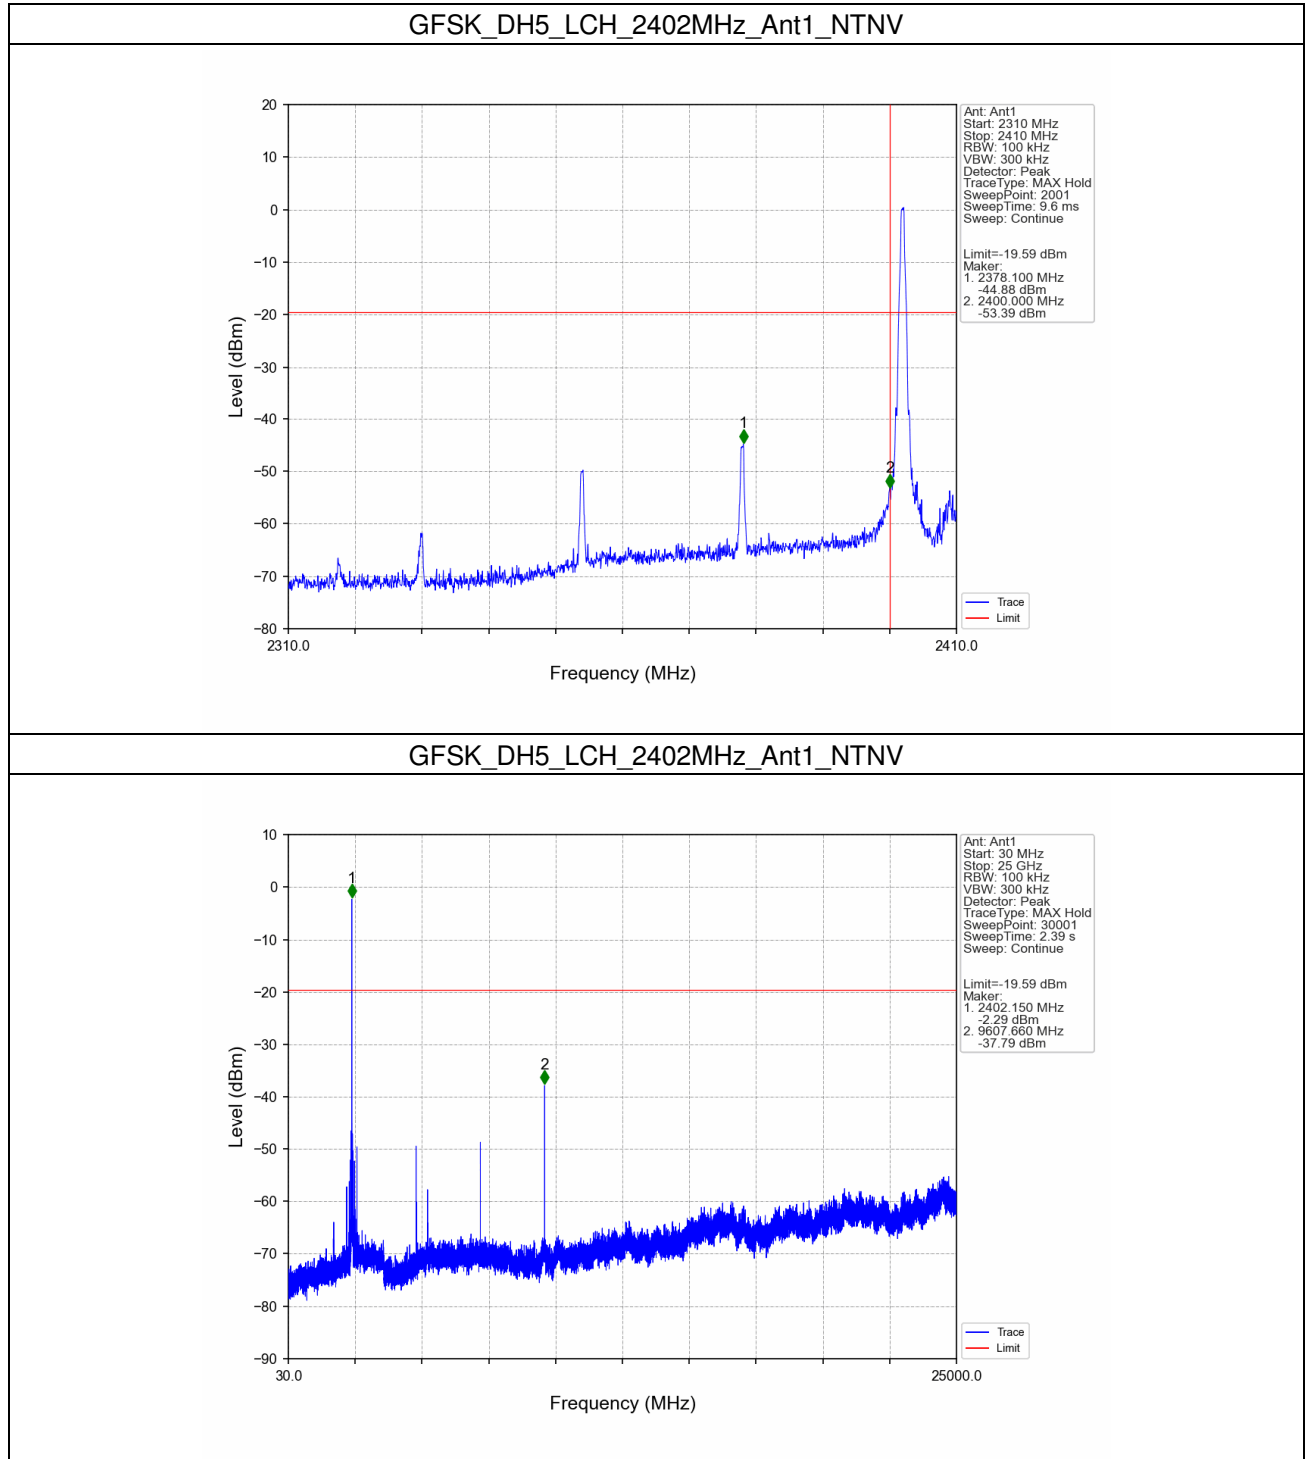 GFSK_DH5_LCH_2402MHz_Ant1_NTNV
20
10
0
−10
−20
−30
−40
−50
−60
−70
−80
Level (dBm)
1
2
2310.0
2410.0
Frequency (MHz)
Ant: Ant1
Start: 2310 MHz
Stop: 2410 MHz
RBW: 100 kHz
VBW: 300 kHz
Detector: Peak
TraceType: MAX Hold
SweepPoint: 2001
SweepTime: 9.6 ms
Sweep: Continue
Limit=-19.59 dBm
Maker:
1. 2378.100 MHz
-44.88 dBm
2. 2400.000 MHz
-53.39 dBm
Trace
Limit
GFSK_DH5_LCH_2402MHz_Ant1_NTNV
10
0
−10
−20
−30
−40
−50
−60
−70
−80
−90
Level (dBm)
1
2
30.0
25000.0
Frequency (MHz)
Ant: Ant1
Start: 30 MHz
Stop: 25 GHz
RBW: 100 kHz
VBW: 300 kHz
Detector: Peak
TraceType: MAX Hold
SweepPoint: 30001
SweepTime: 2.39 s
Sweep: Continue
Limit=-19.59 dBm
Maker:
1. 2402.150 MHz
-2.29 dBm
2. 9607.660 MHz
-37.79 dBm
Trace
Limit